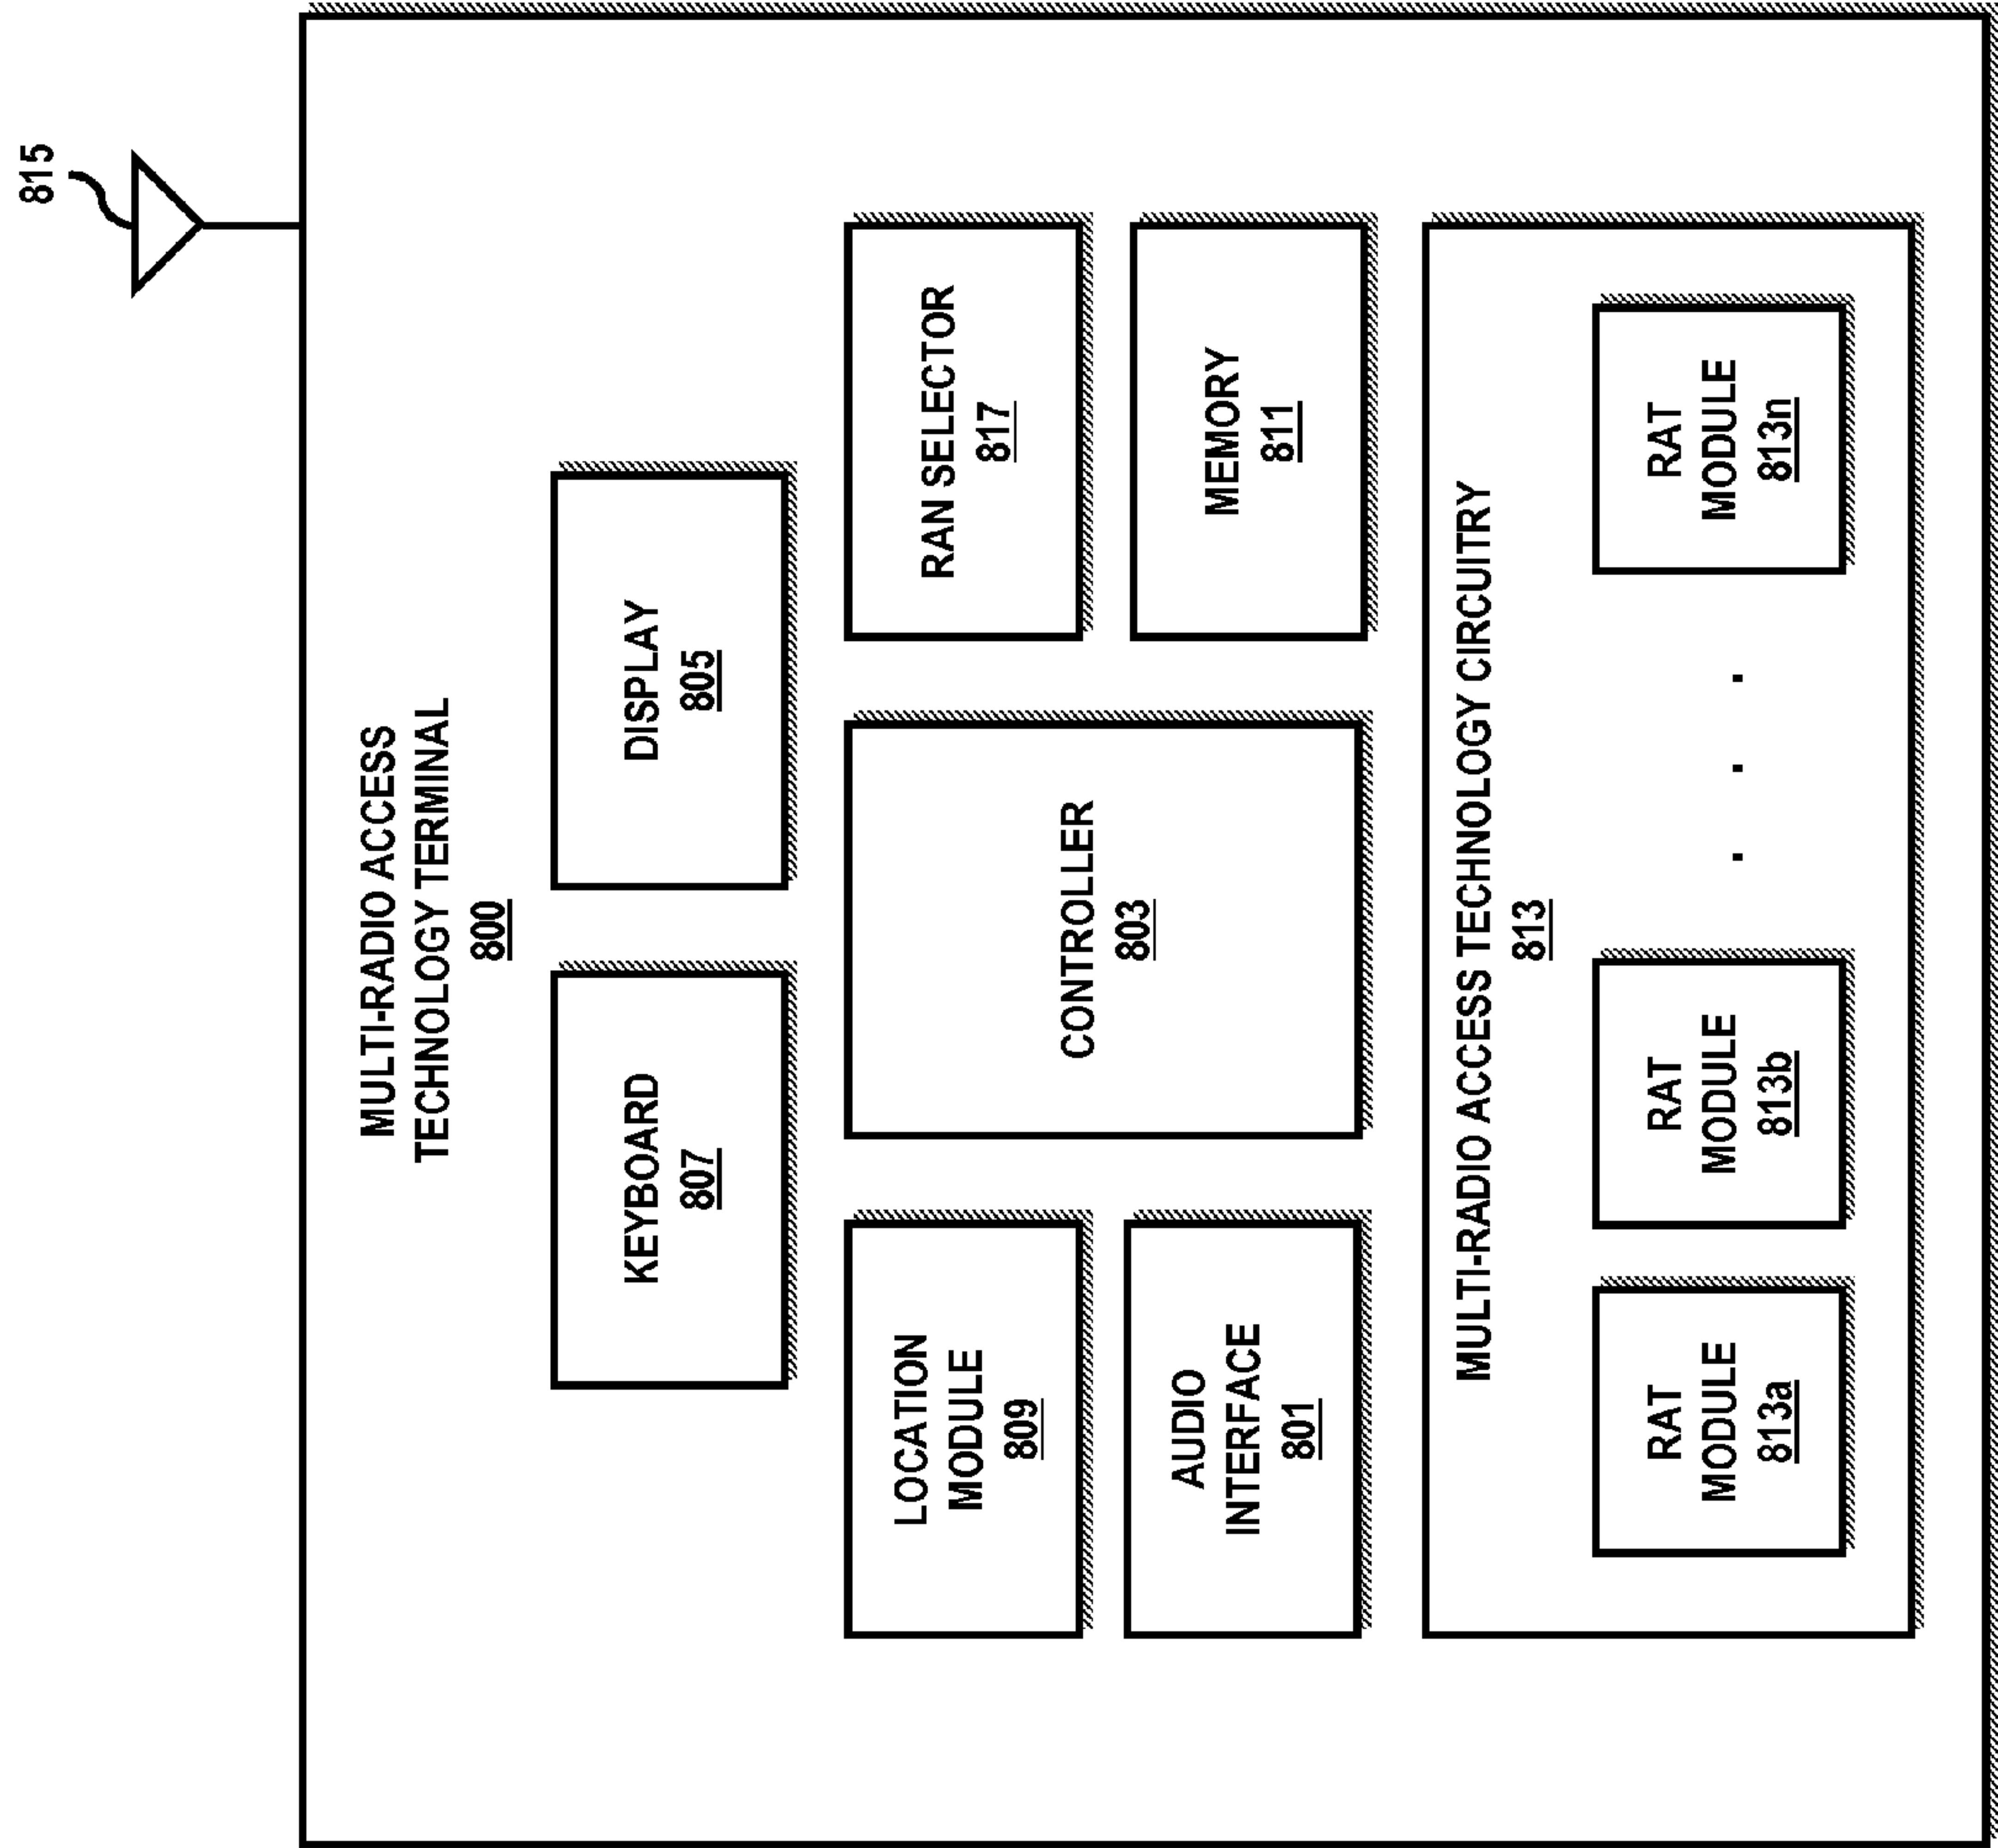 815
MULTI-RADIO ACCESS
TECHNOLOGY TERMINAL
800
KEYBOARD
807
DISPLAY
805
LOCATION
MODULE
809
CONTROLLER
803
RAN SELECTOR
817
AUDIO
INTERFACE
801
MEMORY
811
MULTI-RADIO ACCESS TECHNOLOGY CIRCUITRY
813
RAT
MODULE
813a
RAT
MODULE
813b
. . .
RAT
MODULE
813n